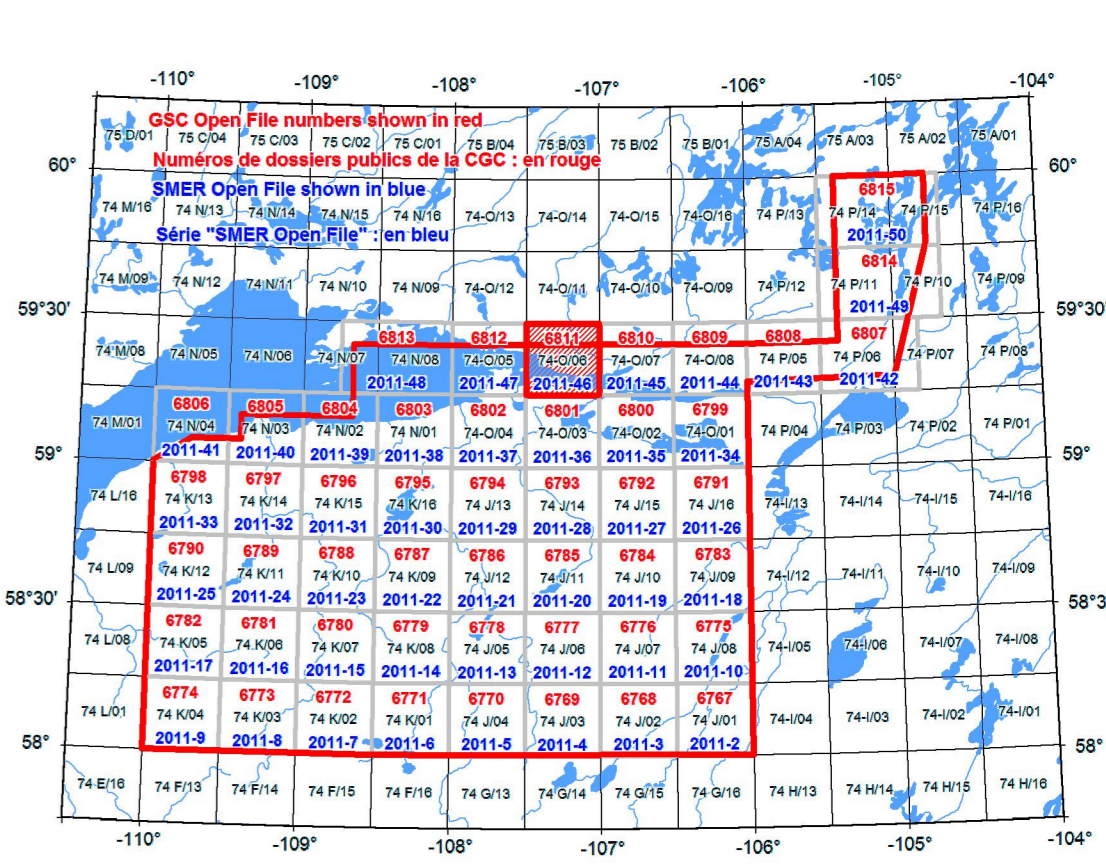 -110° -109° -108° -107° -106° -105° -104°
GSC Open File numbers shown in red
75 D/01 75 C/04 75 C/03 75 C/02 75 C/01 75 B/04 75 B/03 75 B/02 75 B/01 75 A/04 75 A/03 75 A/02 75 A/01
Numéros de dossiers publics de la CGC : en rouge
60° 60°
SMER Open File shown in blue
6815
74 M/16 74 N/13 74 N/14 74 N/15 74 N/16 74-O/13 74-O/14 74-O/15 74-O/16 74 P/13 74 P/14 74 P/15 74 P/16
Série "SMER Open File" : en bleu
2011-50
6814
74 M/09 74 N/12 74 N/11 74 N/10 74 N/09 74-O/12 74-O/11 74-O/10 74-O/09 74 P/12 74 P/11 74 P/10 74 P/09
2011-49
59°30' 59°30'
6813 6812 6811 6810 6809 6808 6807
74 M/08 74 N/05 74 N/06 74 N/07 74 N/08 74-O/05 74-O/06 74-O/07 74-O/08 74 P/05 74 P/06 74 P/07 74 P/08
2011-48 2011-47 2011-46 2011-45 2011-44 2011-43 2011-42
6806 6805 6804 6803 6802 6801 6800 6799
74 M/01 74 N/04 74 N/03 74 N/02 74 N/01 74-O/04 74-O/03 74-O/02 74-O/01 74 P/04 74 P/03 74 P/02 74 P/01
2011-41 2011-40 2011-39 2011-38 2011-37 2011-36 2011-35 2011-34
59° 59°
6798 6797 6796 6795 6794 6793 6792 6791
74 L/16 74 K/13 74 K/14 74 K/15 74 K/16 74 J/13 74 J/14 74 J/15 74 J/16 74-I/13 74-I/14 74-I/15 74-I/16
2011-33 2011-32 2011-31 2011-30 2011-29 2011-28 2011-27 2011-26
6790 6789 6788 6787 6786 6785 6784 6783
74 L/09 74 K/12 74 K/11 74 K/10 74 K/09 74 J/12 74 J/11 74 J/10 74 J/09 74-I/12 74-I/11 74-I/10 74-I/09
2011-25 2011-24 2011-23 2011-22 2011-21 2011-20 2011-19 2011-18
58°30' 58°3
6782 6781 6780 6779 6778 6777 6776 6775
74 L/08 74 K/05 74 K/06 74 K/07 74 K/08 74 J/05 74 J/06 74 J/07 74 J/08 74-I/05 74-I/06 74-I/07 74-I/08
2011-17 2011-16 2011-15 2011-14 2011-13 2011-12 2011-11 2011-10
6774 6773 6772 6771 6770 6769 6768 6767
74 L/01 74 K/04 74 K/03 74 K/02 74 K/01 74 J/04 74 J/03 74 J/02 74 J/01 74-I/04 74-I/03 74-I/02 74-I/01
2011-9 2011-8 2011-7 2011-6 2011-5 2011-4 2011-3 2011-2
58° 58°
74 E/16 74 F/13 74 F/14 74 F/15 74 F/16 74 G/13 74 G/14 74 G/15 74 G/16 74 H/13 74 H/14 74 H/15 74 H/16
-110° -109° -108° -107° -106° -105° -104°